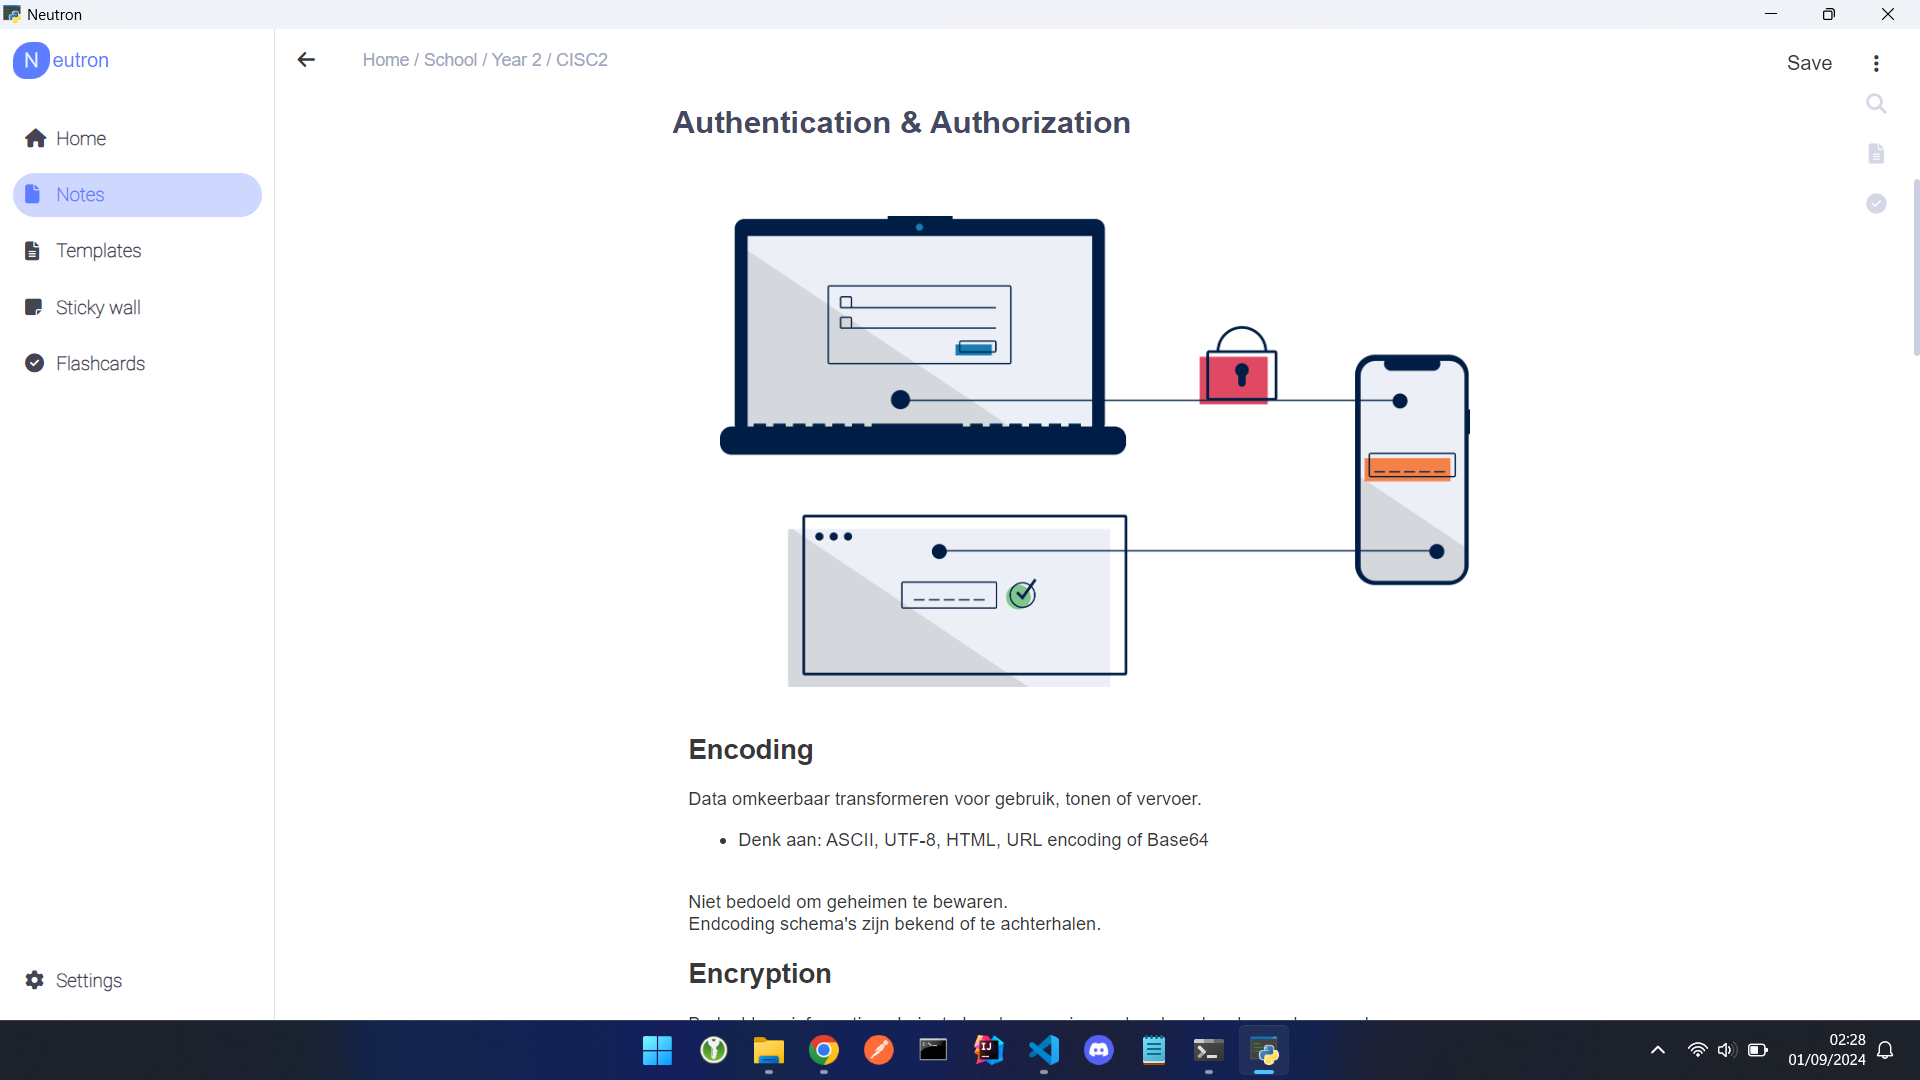 Neutron
Neutron
Home / School / Year 2 / CISC2
Save
Home
Notes
Templates
Sticky wall
Flashcards
Settings
Authentication & Authorization
Encoding
Data omkeerbaar transformeren voor gebruik, tonen of vervoer.
• Denk aan: ASCII, UTF-8, HTML, URL encoding of Base64
Niet bedoeld om geheimen te bewaren.
Endcoding schema's zijn bekend of te achterhalen.
Encryption
02:28
01/09/2024